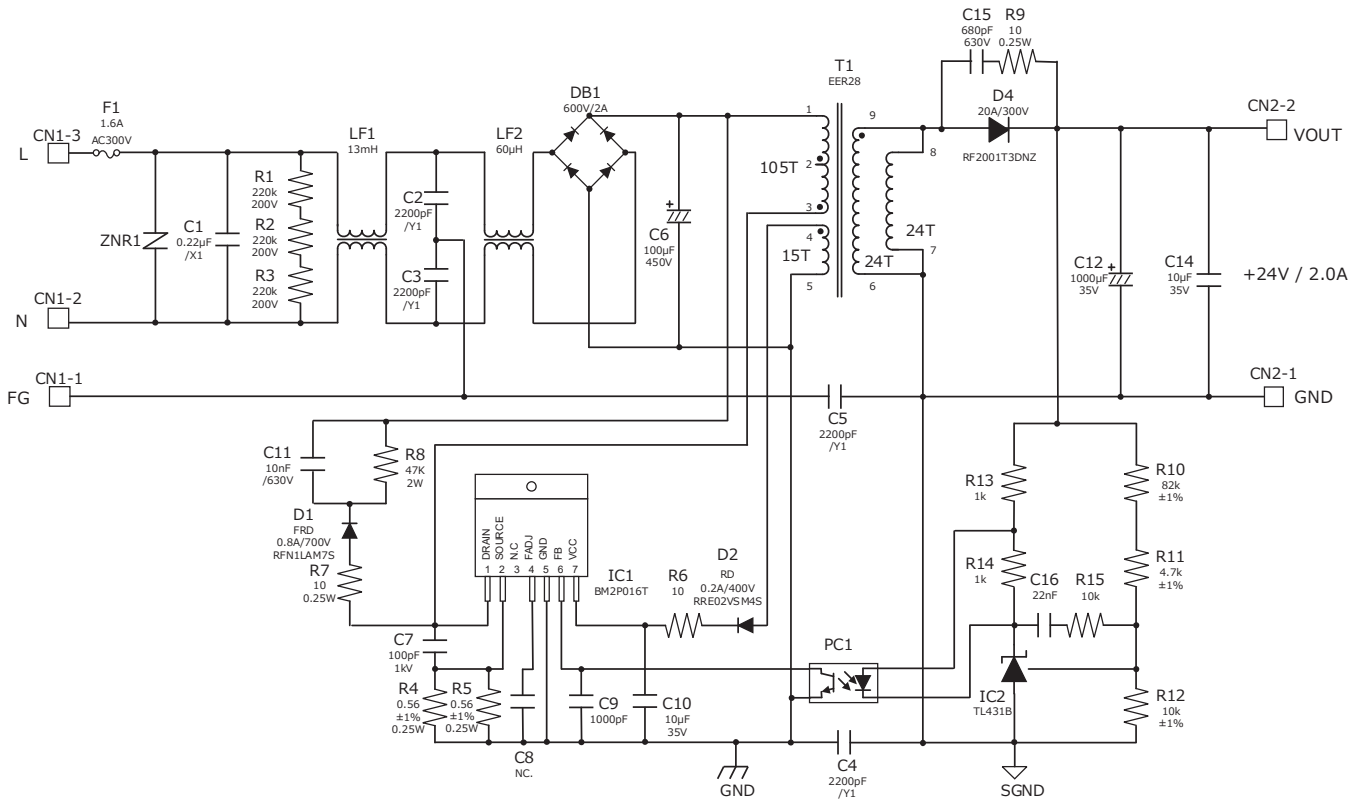 C15
680pF
630V
R9
10
0.25W
T1
EER28
D4
20A/300V
RF2001T3DNZ
CN2-2
VOUT
F1
1.6A
AC300V
CN1-3
L
LF1
13mH
LF2
60µH
DB1
600V/2A
1
2
3
4
5
9
8
7
6
105T
15T
24T
24T
R1
220k
200V
R2
220k
200V
R3
220k
200V
ZNR1
C1
0.22µF
/X1
C2
2200pF
/Y1
C3
2200pF
/Y1
+
C6
100µF
450V
+
C12
1000µF
35V
C14
10µF
35V
+24V / 2.0A
CN1-2
N
CN1-1
FG
CN2-1
GND
C5
2200pF
/Y1
C11
10nF
/630V
R8
47K
2W
D1
FRD
0.8A/700V
RFN1LAM7S
R7
10
0.25W
DRAIN
SOURCE
N.C
FADJ
GND
FB
VCC
1 2 3 4 5 6 7
IC1
BM2P016T
R6
10
D2
RD
0.2A/400V
RRE02VSM4S
R13
1k
R10
82k
±1%
R14
1k
R11
4.7k
±1%
C16
22nF
R15
10k
PC1
IC2
TL431B
R12
10k
±1%
C7
100pF
1kV
R4
0.56
±1%
0.25W
R5
0.56
±1%
0.25W
C8
NC.
C9
1000pF
C10
10µF
35V
GND
C4
2200pF
/Y1
SGND